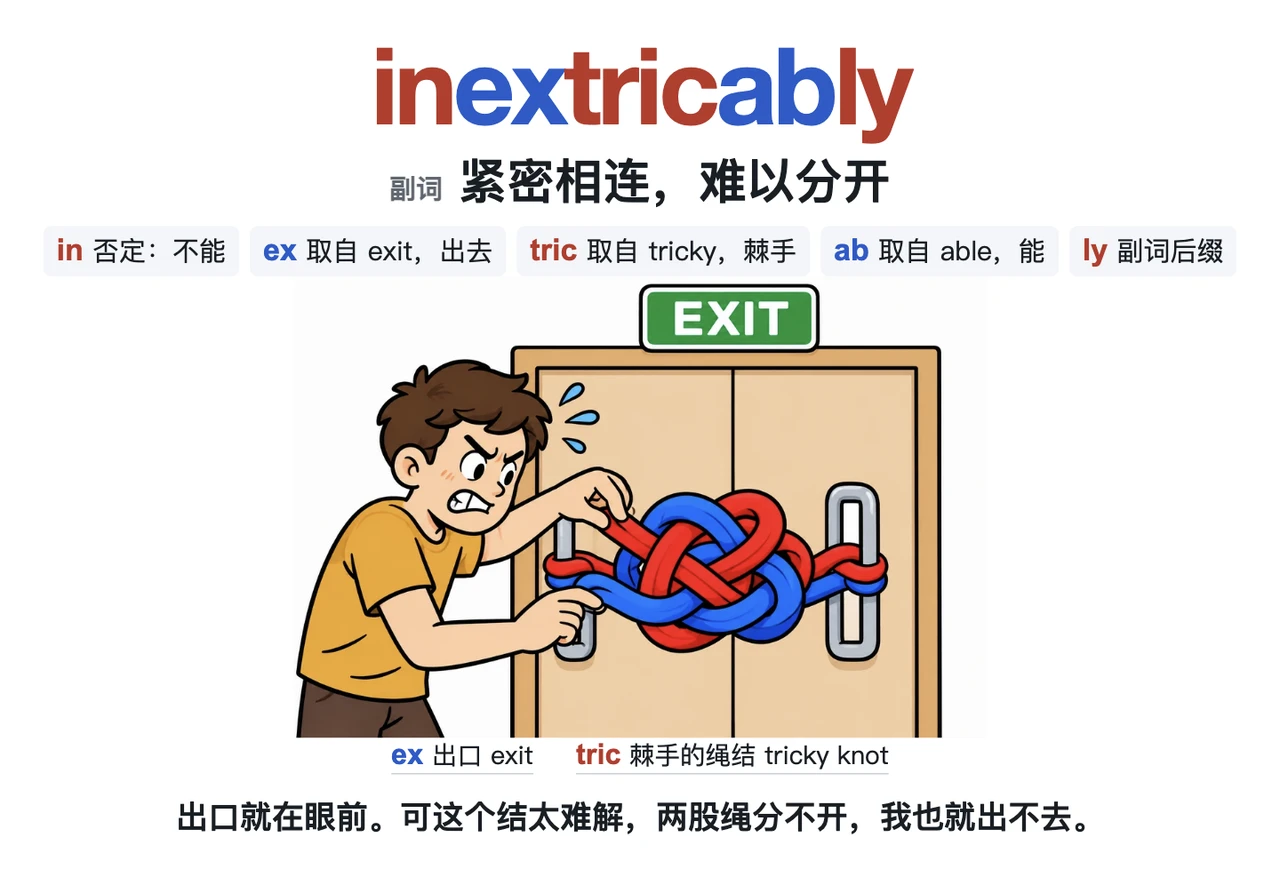 inextricably
副词 紧密相连，难以分开
in 否定：不能 ex 取自 exit，出去 tric 取自 tricky，棘手 ab 取自 able，能 ly 副词后缀
EXIT
ex 出口 exit tric 棘手的绳结 tricky knot
出口就在眼前。可这个结太难解，两股绳分不开，我也就出不去。